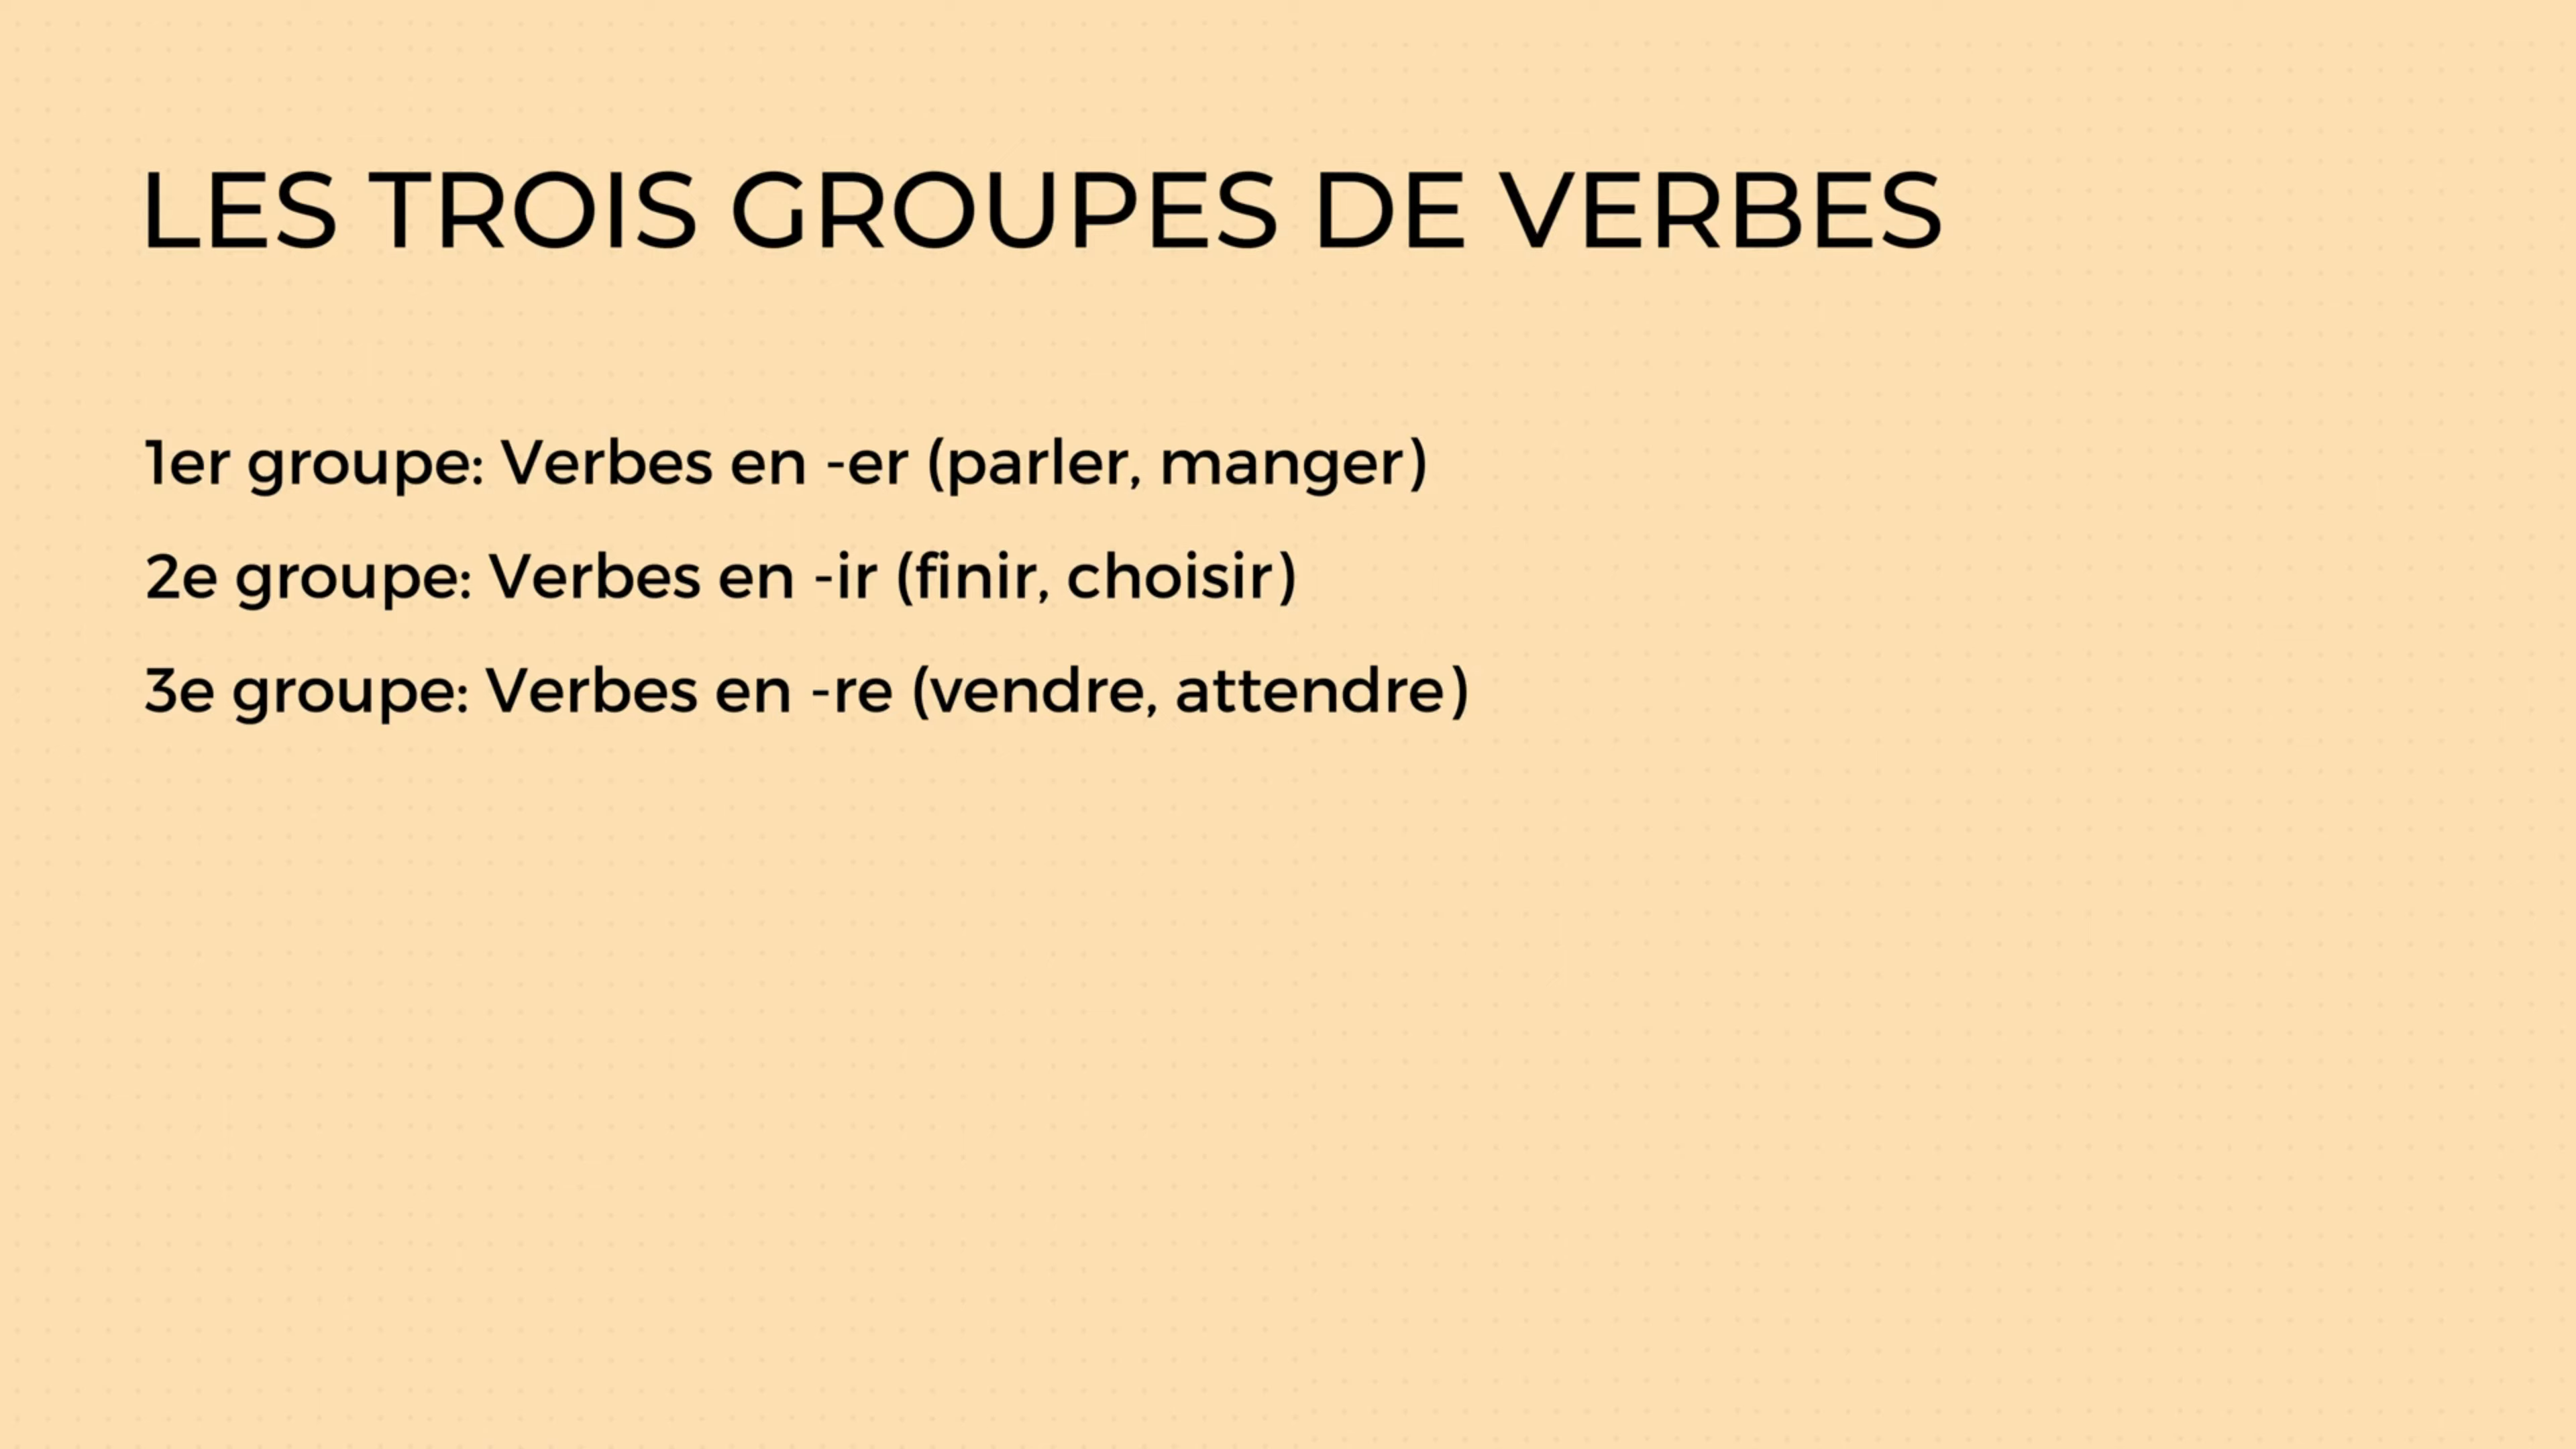 LES TROIS GROUPES DE VERBES
1er groupe: Verbes en -er (parler, manger)
2e groupe: Verbes en -ir (finir, choisir)
3e groupe: Verbes en -re (vendre, attendre)